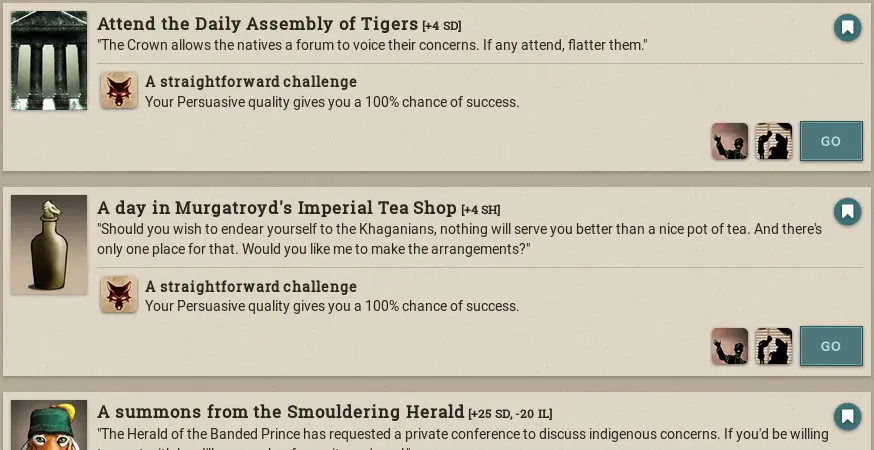 Attend the Daily Assembly of Tigers [+4 SD]
"The Crown allows the natives a forum to voice their concerns. If any attend, flatter them."
A straightforward challenge
Your Persuasive quality gives you a 100% chance of success.
GO
A day in Murgatroyd's Imperial Tea Shop [+4 SH]
"Should you wish to endear yourself to the Khaganians, nothing will serve you better than a nice pot of tea. And there's
only one place for that. Would you like me to make the arrangements?"
A straightforward challenge
Your Persuasive quality gives you a 100% chance of success.
GO
A summons from the Smouldering Herald [+25 SD, -20 IL]
"The Herald of the Banded Prince has requested a private conference to discuss indigenous concerns. If you'd be willing